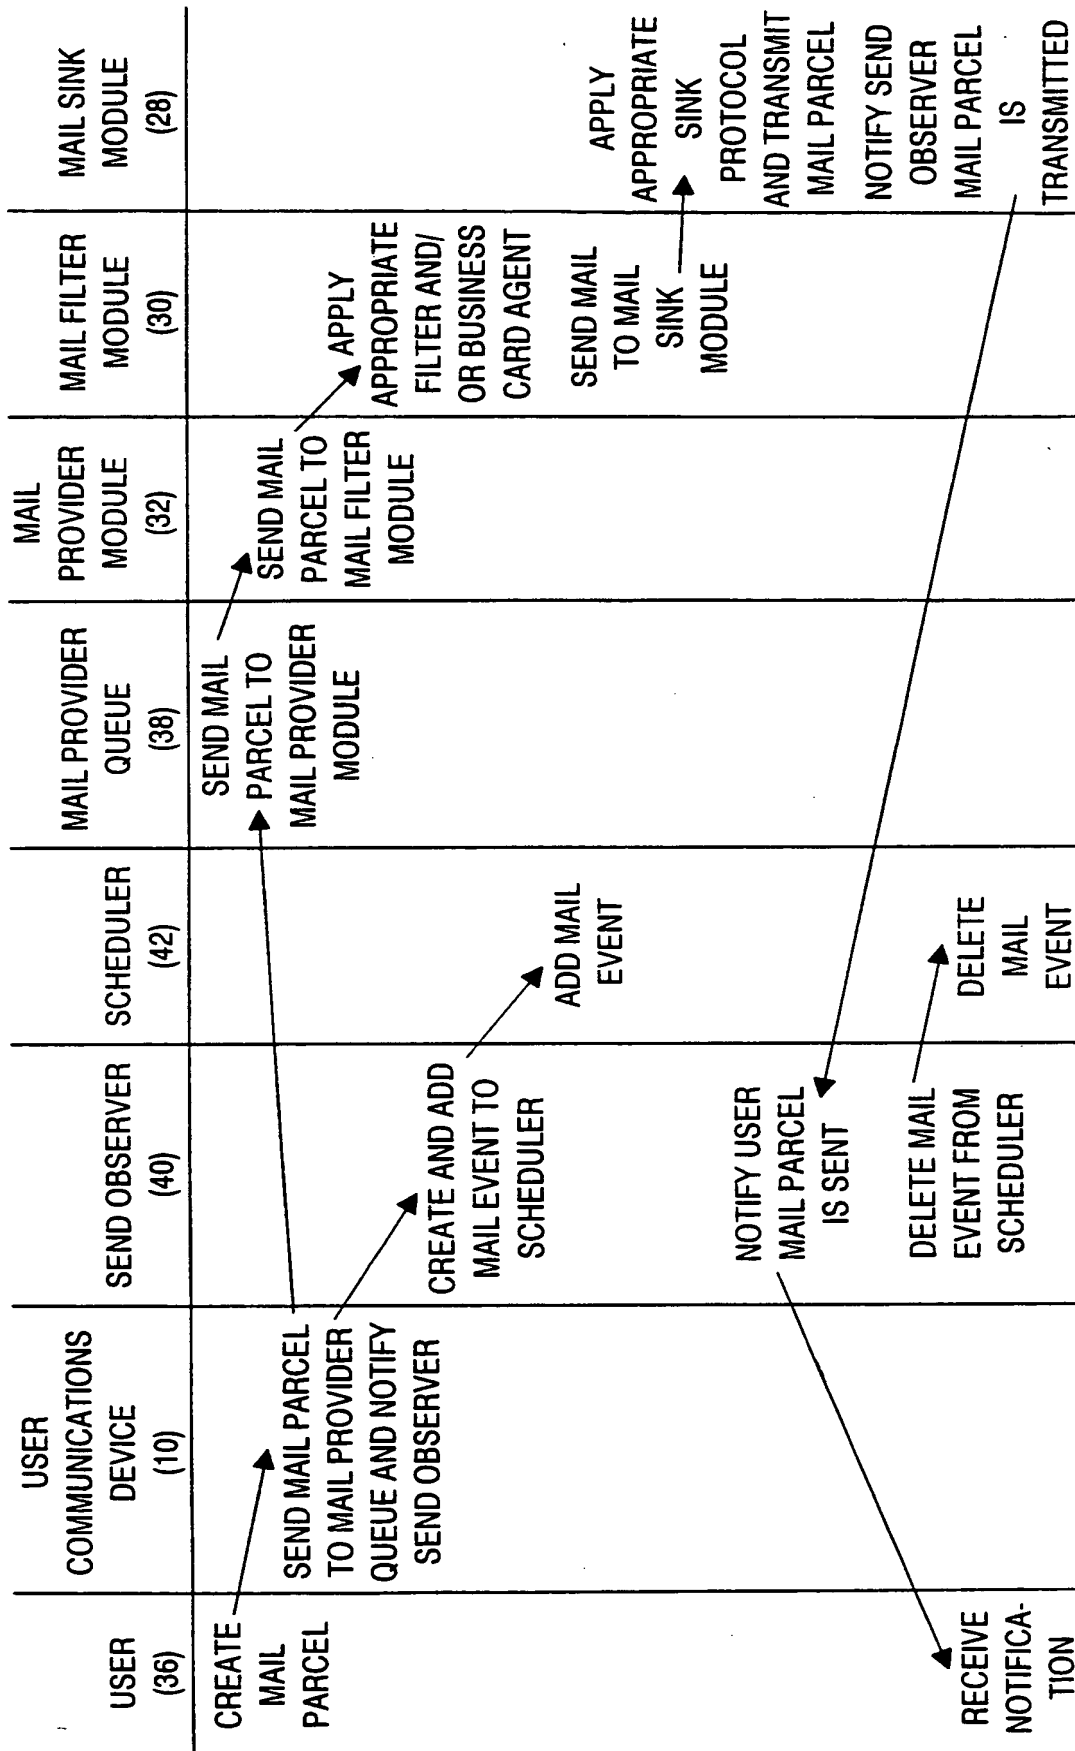 USER
(36)
USER
COMMUNICATIONS
DEVICE
(10)
SEND OBSERVER
(40)
SCHEDULER
(42)
MAIL PROVIDER
QUEUE
(38)
MAIL
PROVIDER
MODULE
(32)
MAIL FILTER
MODULE
(30)
MAIL SINK
MODULE
(28)
CREATE
MAIL
PARCEL
SEND MAIL PARCEL
TO MAIL PROVIDER
QUEUE AND NOTIFY
SEND OBSERVER
SEND MAIL
PARCEL TO
MAIL PROVIDER
MODULE
SEND MAIL
PARCEL TO
MAIL FILTER
MODULE
APPLY
APPROPRIATE
FILTER AND/
OR BUSINESS
CARD AGENT
CREATE AND ADD
MAIL EVENT TO
SCHEDULER
ADD MAIL
EVENT
SEND MAIL
TO MAIL
SINK
MODULE
APPLY
APPROPRIATE
SINK
PROTOCOL
AND TRANSMIT
MAIL PARCEL
NOTIFY SEND
OBSERVER
MAIL PARCEL
IS
TRANSMITTED
NOTIFY USER
MAIL PARCEL
IS SENT
DELETE MAIL
EVENT FROM
SCHEDULER
DELETE
MAIL
EVENT
RECEIVE
NOTIFICA-
TION